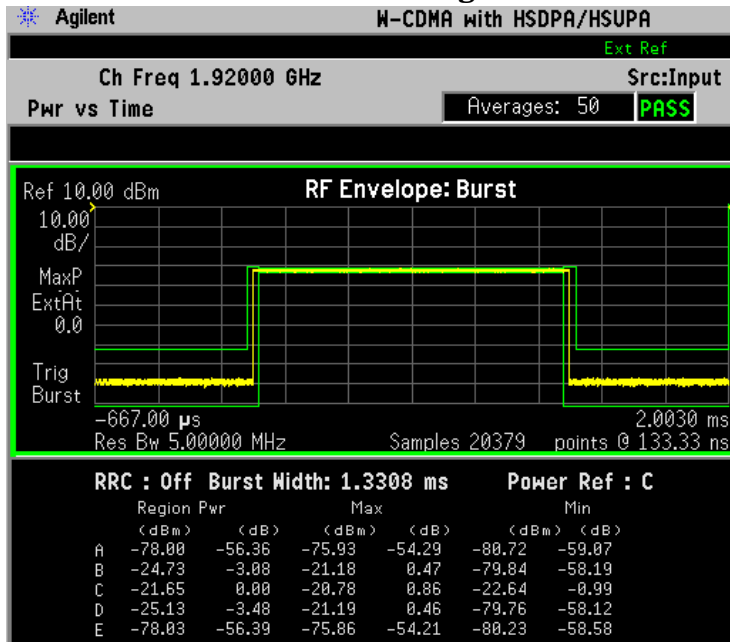 Agilent W-CDMA with HSDPA/HSUPA
Ext Ref
Ch Freq 1.92000 GHz Src:Input
Pwr vs Time Averages: 50 PASS
Ref 10.00 dBm RF Envelope: Burst
10.00
dB/
MaxP
ExtAt
0.0
Trig
Burst
-667.00 µs 2.0030 ms
Res Bw 5.00000 MHz Samples 20379 points @ 133.33 ns
RRC : Off Burst Width: 1.3308 ms Power Ref : C
Region Pwr Max Min
(dBm) (dB) (dBm) (dB) (dBm) (dB)
A -78.00 -56.36 -75.93 -54.29 -80.72 -59.07
B -24.73 -3.08 -21.18 0.47 -79.84 -58.19
C -21.65 0.00 -20.78 0.86 -22.64 -0.99
D -25.13 -3.48 -21.19 0.46 -79.76 -58.12
E -78.03 -56.39 -75.86 -54.21 -80.23 -58.58